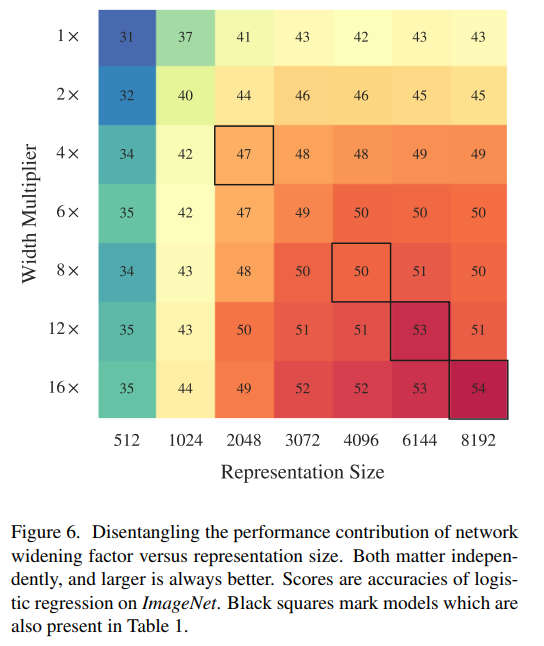 1× 31 37 41 43 42 43 43
2× 32 40 44 46 46 45 45
4× 34 42 47 48 48 49 49
6× 35 42 47 49 50 50 50
8× 34 43 48 50 50 51 50
12× 35 43 50 51 51 53 51
16× 35 44 49 52 52 53 54
Width Multiplier
512 1024 2048 3072 4096 6144 8192
Representation Size
Figure 6. Disentangling the performance contribution of network
widening factor versus representation size. Both matter indepen-
dently, and larger is always better. Scores are accuracies of logis-
tic regression on ImageNet. Black squares mark models which are
also present in Table 1.